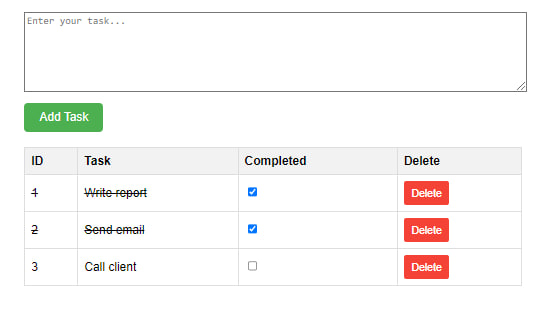 Enter your task...
Add Task
ID Task Completed Delete
1 Write report Delete
2 Send email Delete
3 Call client Delete